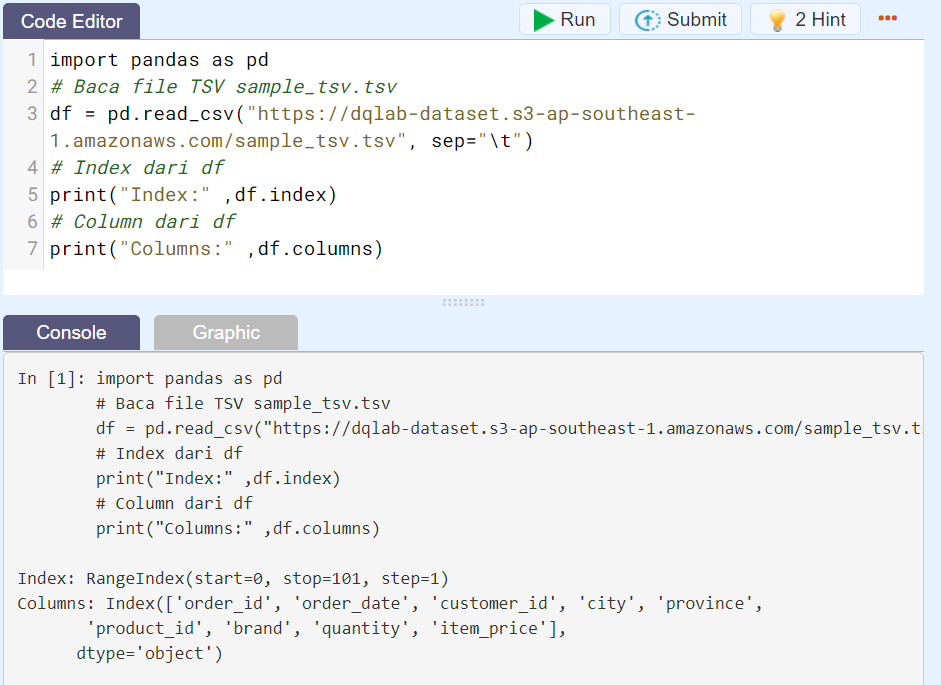 Code Editor
Run
Submit
2 Hint
1 import pandas as pd
2 # Baca file TSV sample_tsv.tsv
3 df = pd.read_csv("https://dqlab-dataset.s3-ap-southeast-
1.amazonaws.com/sample_tsv.tsv", sep="\t")
4 # Index dari df
5 print("Index:" ,df.index)
6 # Column dari df
7 print("Columns:" ,df.columns)
Console
Graphic
In [1]: import pandas as pd
# Baca file TSV sample_tsv.tsv
df = pd.read_csv("https://dqlab-dataset.s3-ap-southeast-1.amazonaws.com/sample_tsv.t
# Index dari df
print("Index:" ,df.index)
# Column dari df
print("Columns:" ,df.columns)
Index: RangeIndex(start=0, stop=101, step=1)
Columns: Index(['order_id', 'order_date', 'customer_id', 'city', 'province',
'product_id', 'brand', 'quantity', 'item_price'],
dtype='object')